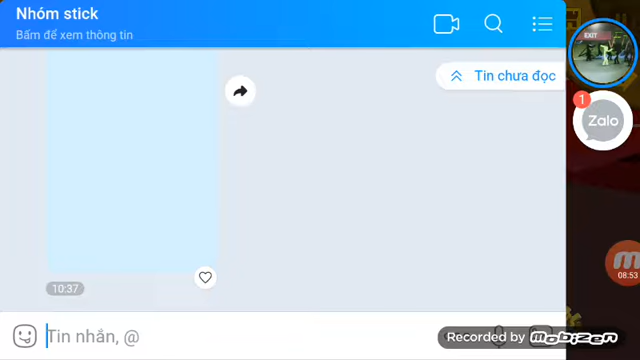 Nhóm stick
Bấm để xem thông tin
Tin chưa đọc
EXIT
1
Zalo
10:37
08:53
Tin nhắn, @
Recorded by mobizen